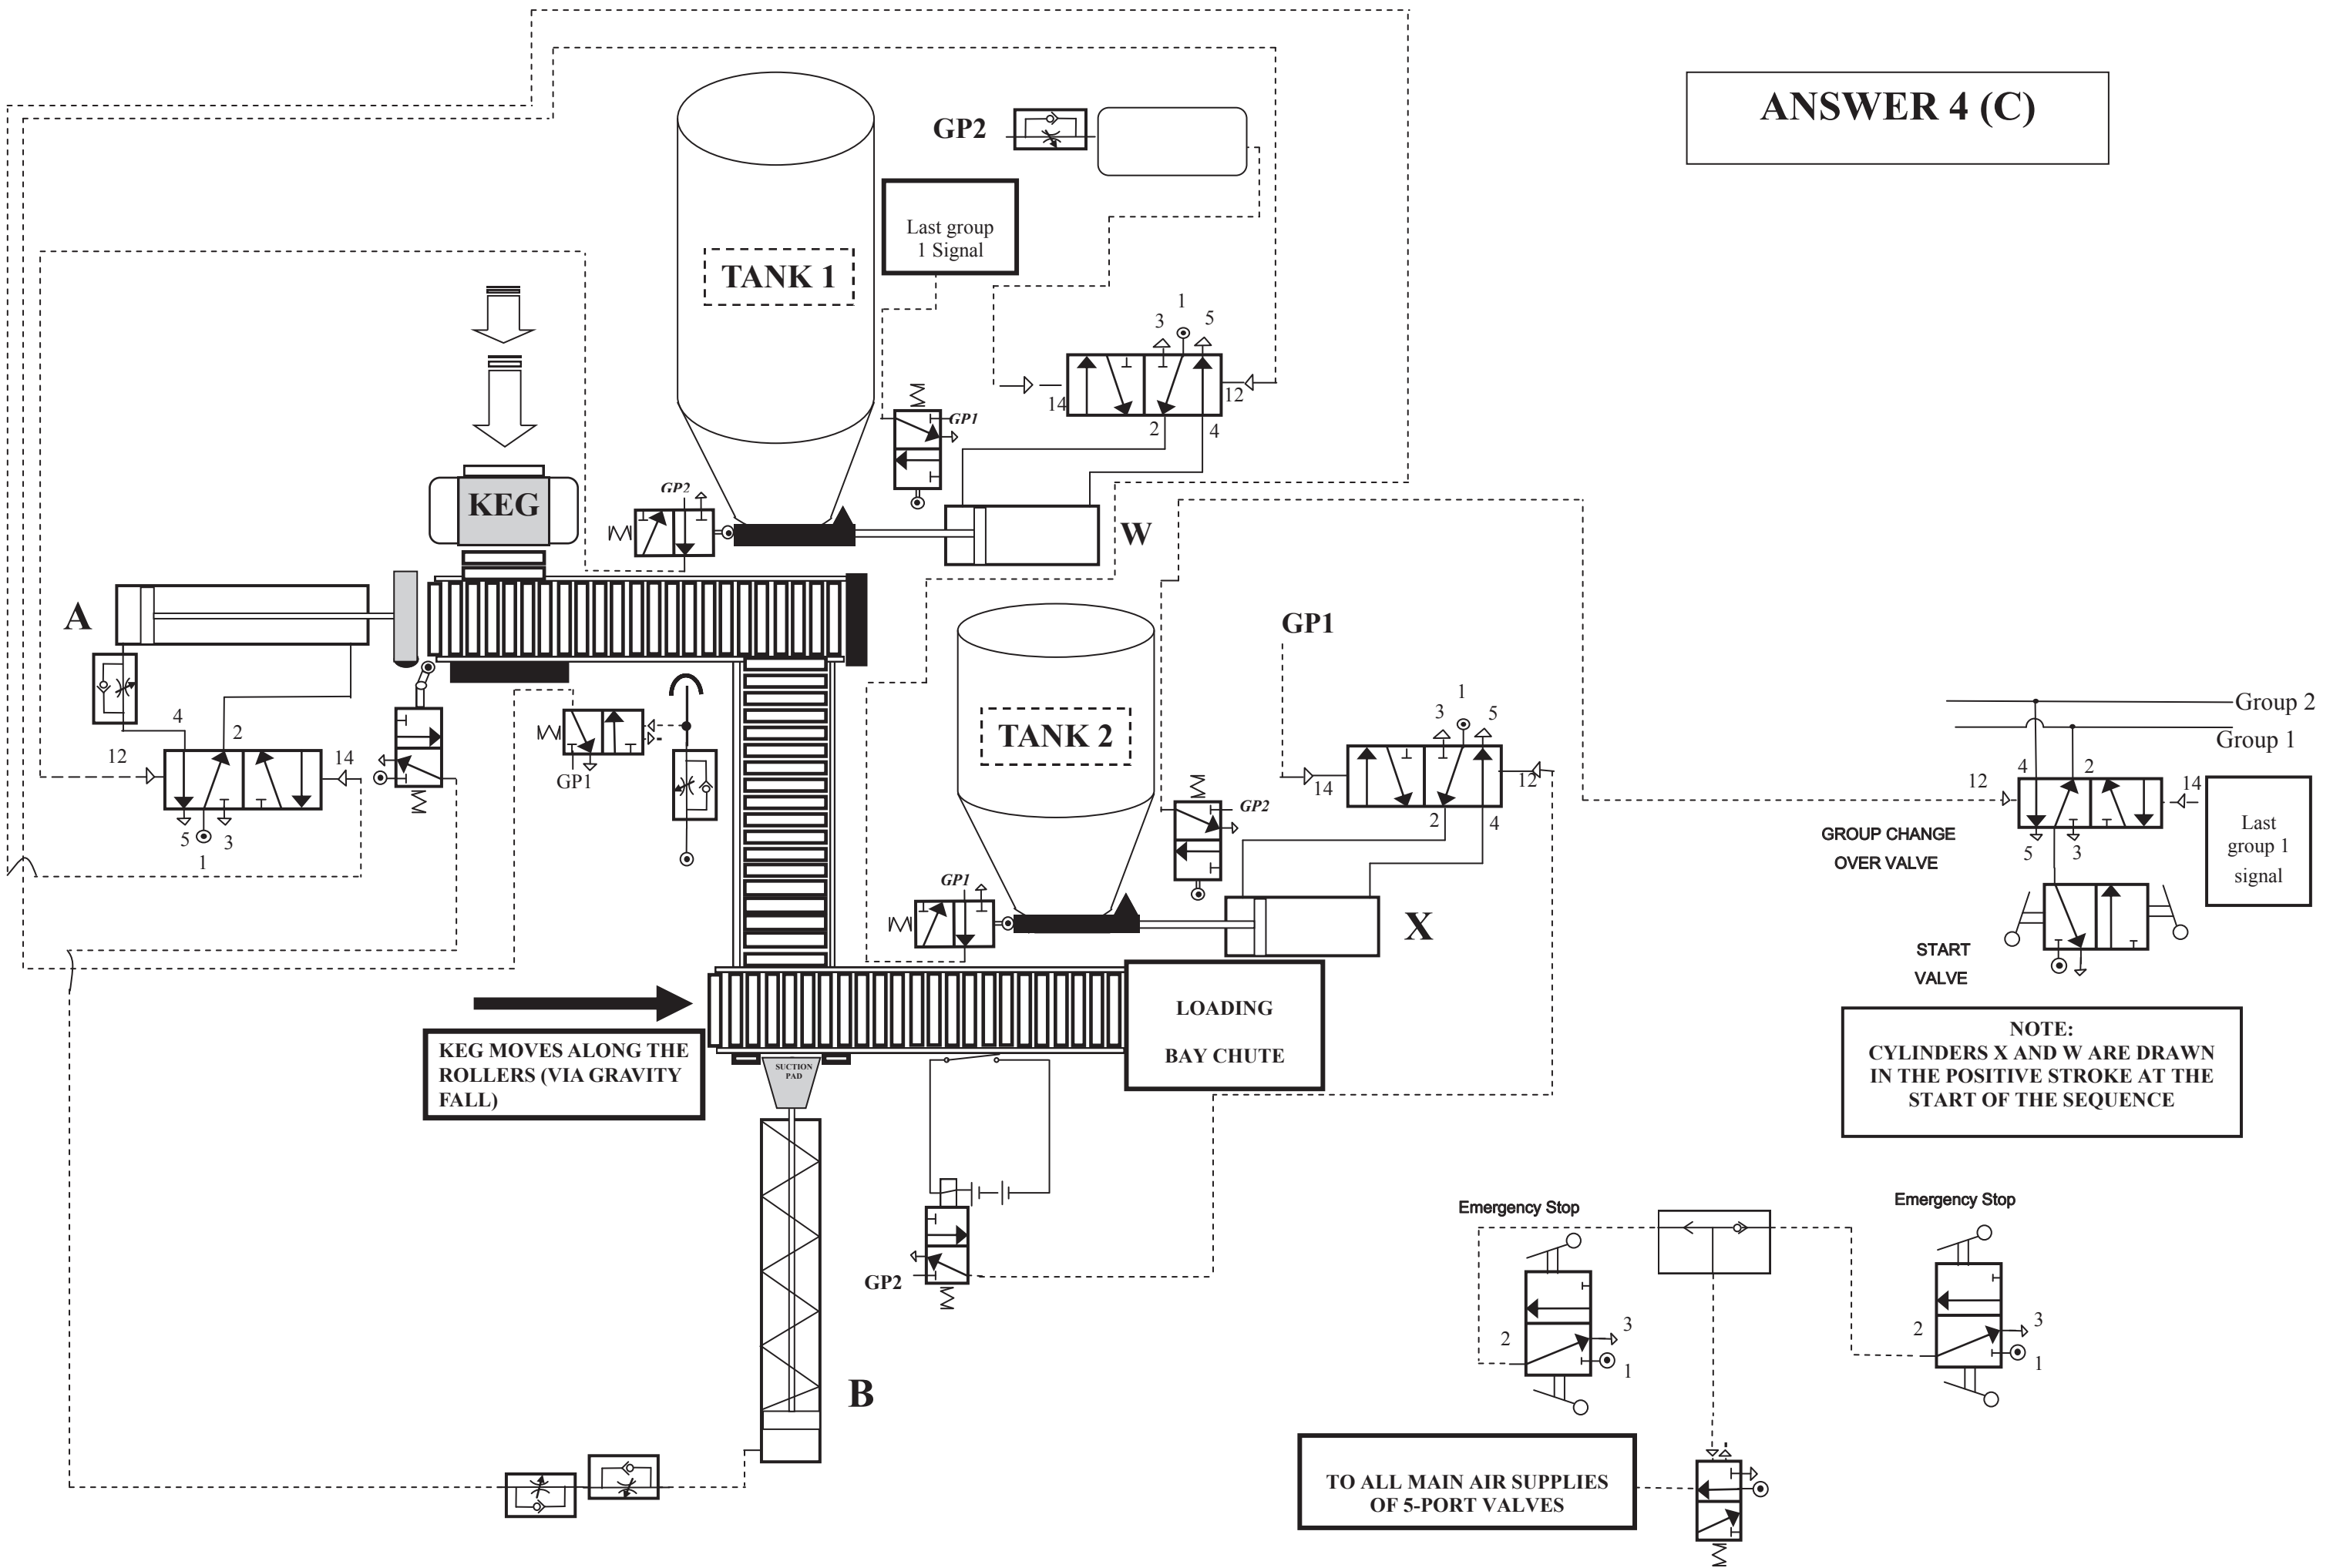 ANSWER 4 (C)
GP2
Last group
1 Signal
TANK 1
1
3
5
14
12
2
4
GP1
GP2
KEG
W
A
4
2
12
14
5
3
1
GP1
GP1
TANK 2
1
3
5
14
12
2
4
GP2
GP1
X
Group 2
Group 1
4
2
12
14
5
3
GROUP CHANGE
OVER VALVE
Last
group 1
signal
START
VALVE
LOADING
BAY CHUTE
KEG MOVES ALONG THE
ROLLERS (VIA GRAVITY
FALL)
SUCTION
PAD
NOTE:
CYLINDERS X AND W ARE DRAWN
IN THE POSITIVE STROKE AT THE
START OF THE SEQUENCE
GP2
B
Emergency Stop
Emergency Stop
2
3
1
2
3
1
TO ALL MAIN AIR SUPPLIES
OF 5-PORT VALVES